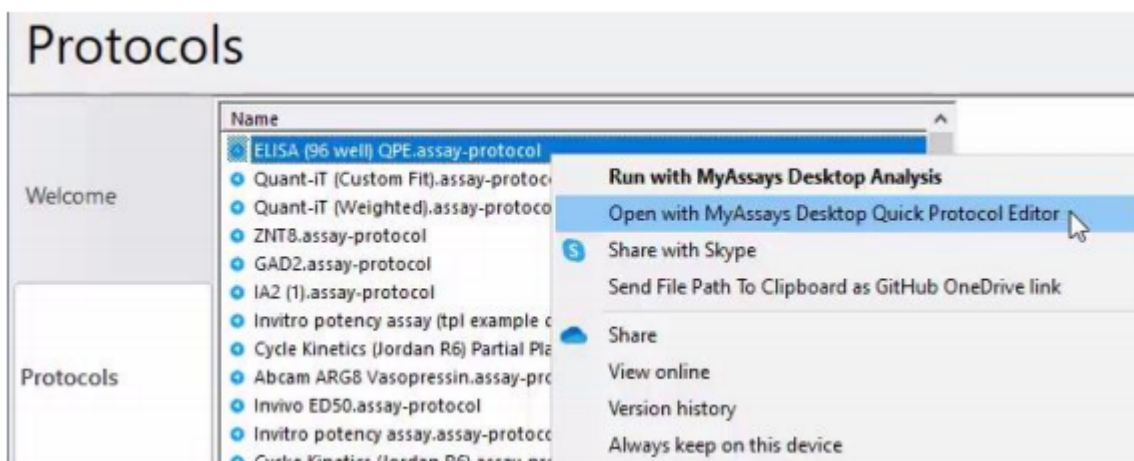 Protocols
Name
ELISA (96 well) QPE.assay-protocol
Quant-iT (Custom Fit).assay-protoc
Quant-iT (Weighted).assay-protoco
ZNT8.assay-protocol
GAD2.assay-protocol
IA2 (1).assay-protocol
Invitro potency assay (tpl example c
Cycle Kinetics (Jordan R6) Partial Pla
Abcam ARG8 Vasopressin.assay-pro
Invivo ED50.assay-protocol
Invitro potency assay.assay-protoco
Welcome
Protocols
Run with MyAssays Desktop Analysis
Open with MyAssays Desktop Quick Protocol Editor
Share with Skype
Send File Path To Clipboard as GitHub OneDrive link
Share
View online
Version history
Always keep on this device